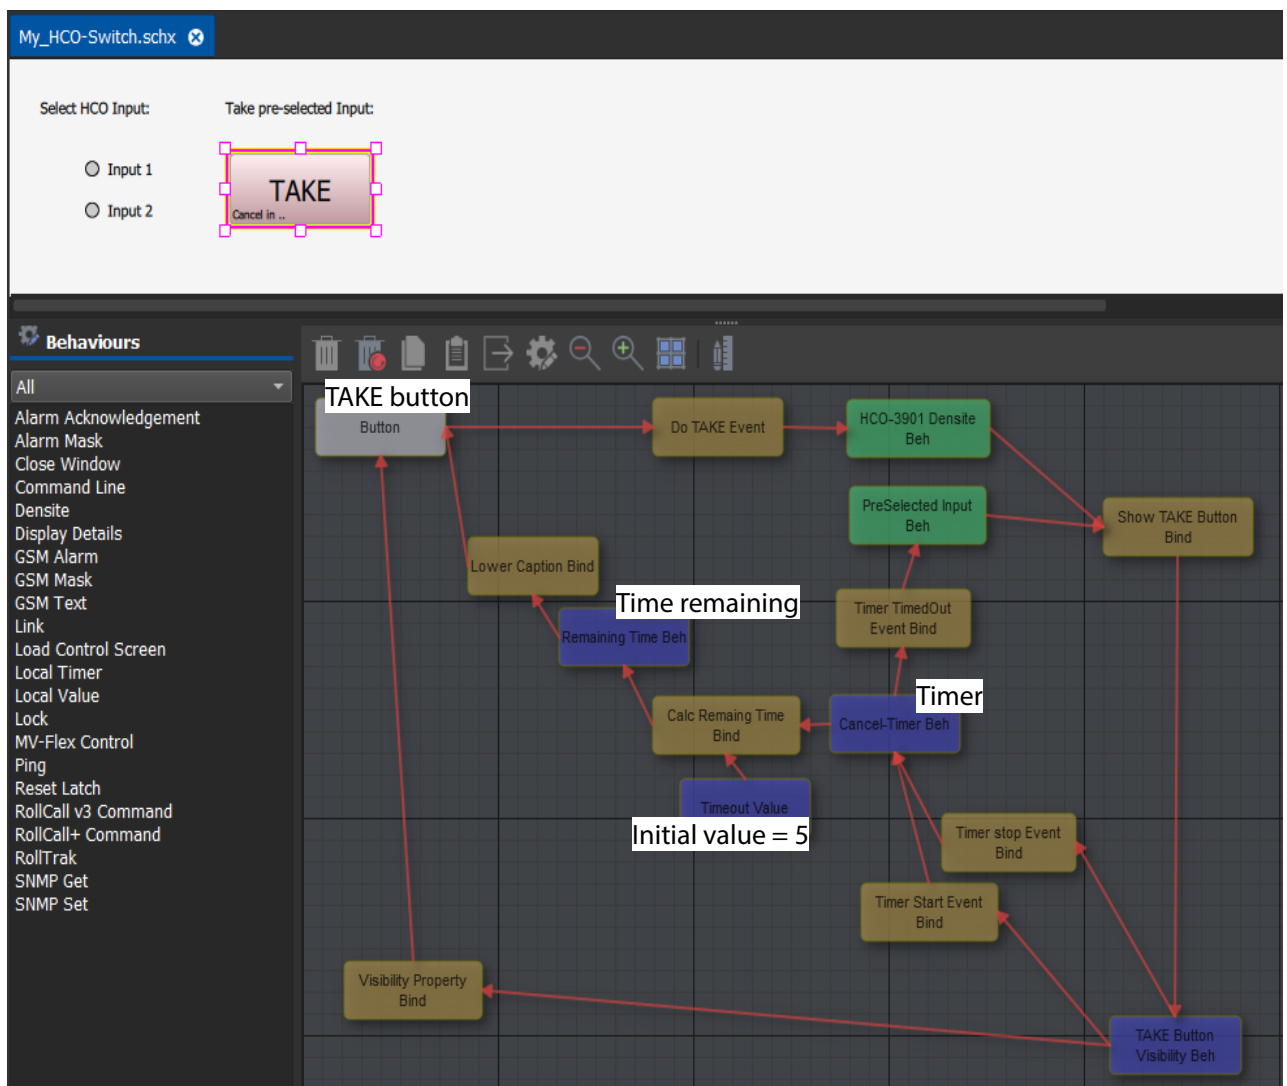 My_HCO-Switch.schx
Select HCO Input:
Take pre-selected Input:
Input 1
Input 2
TAKE
Cancel in ..
Behaviours
All
Alarm Acknowledgement
Alarm Mask
Close Window
Command Line
Densite
Display Details
GSM Alarm
GSM Mask
GSM Text
Link
Load Control Screen
Local Timer
Local Value
Lock
MV-Flex Control
Ping
Reset Latch
RollCall v3 Command
RollCall+ Command
RollTrak
SNMP Get
SNMP Set
TAKE button
Button
Do TAKE Event
HCO-3901 Densite
Beh
PreSelected Input
Beh
Show TAKE Button
Bind
Lower Caption Bind
Time remaining
Remaining Time Beh
Timer TimedOut
Event Bind
Timer
Calc Remaing Time
Bind
Cancel-Timer Beh
Timeout Value
Initial value = 5
Timer stop Event
Bind
Timer Start Event
Bind
Visibility Property
Bind
TAKE Button
Visibility Beh